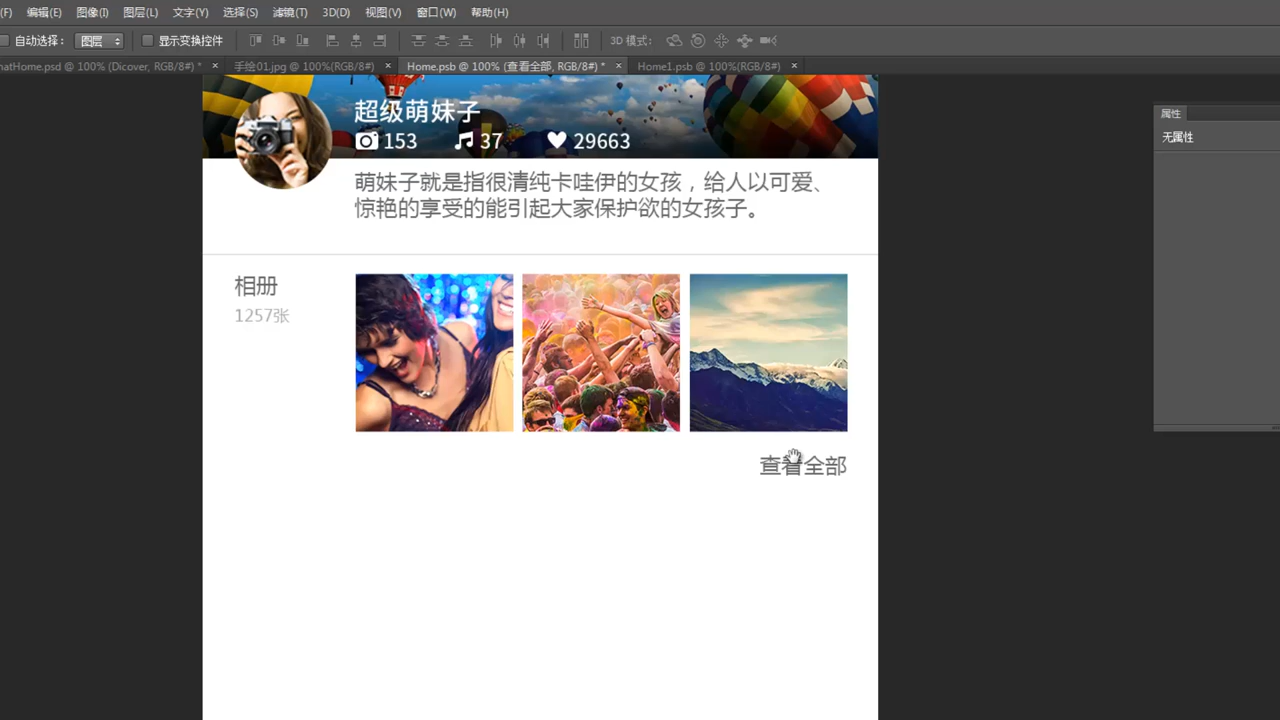 (F) 编辑(E) 图像(I) 图层(L) 文字(Y) 选择(S) 滤镜(T) 3D(D) 视图(V) 窗口(W) 帮助(H)
自动选择： 图层 显示变换控件 3D 模式：
hatHome.psd @ 100% (Dicover, RGB/8#) * × 手绘01.jpg @ 100%(RGB/8#) × Home.psb @ 100% (查看全部, RGB/8#) * × Home1.psb @ 100%(RGB/8#) ×
属性
无属性
超级萌妹子
153 37 29663
萌妹子就是指很清纯卡哇伊的女孩，给人以可爱、
惊艳的享受的能引起大家保护欲的女孩子。
相册
1257张
查看全部